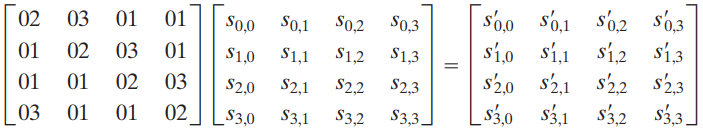 02 03 01 01 s0,0 s0,1 s0,2 s0,3 s′0,0 s′0,1 s′0,2 s′0,3
01 02 03 01 s1,0 s1,1 s1,2 s1,3 = s′1,0 s′1,1 s′1,2 s′1,3
01 01 02 03 s2,0 s2,1 s2,2 s2,3 s′2,0 s′2,1 s′2,2 s′2,3
03 01 01 02 s3,0 s3,1 s3,2 s3,3 s′3,0 s′3,1 s′3,2 s′3,3